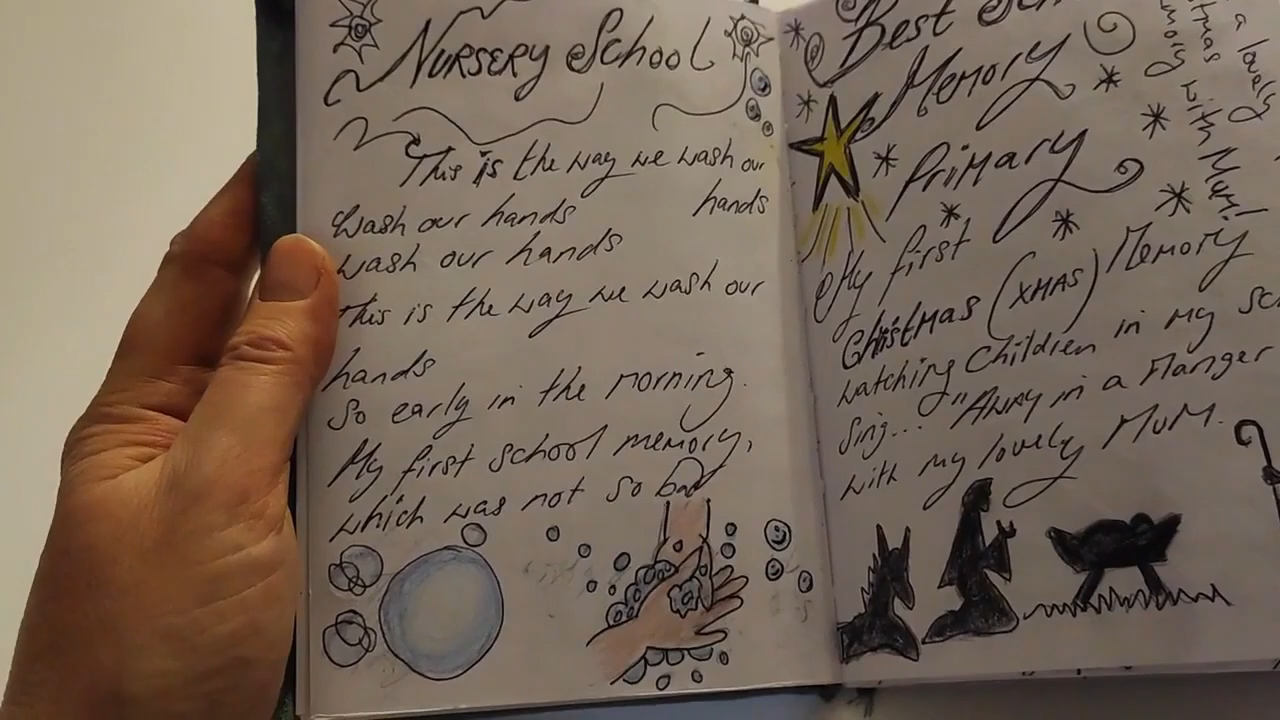 Nursery School
This is the way we wash our
hands
Wash our hands
wash our hands
This is the way we wash our
hands
So early in the morning.
My first school memory,
which was not so bad
Best Sch
Memory
Primary
My first
Christmas (XMAS) Memory
watching Children in my sc
Sing... "Away in a Manger
with my lovely Mum.
a lovely
with Mum!